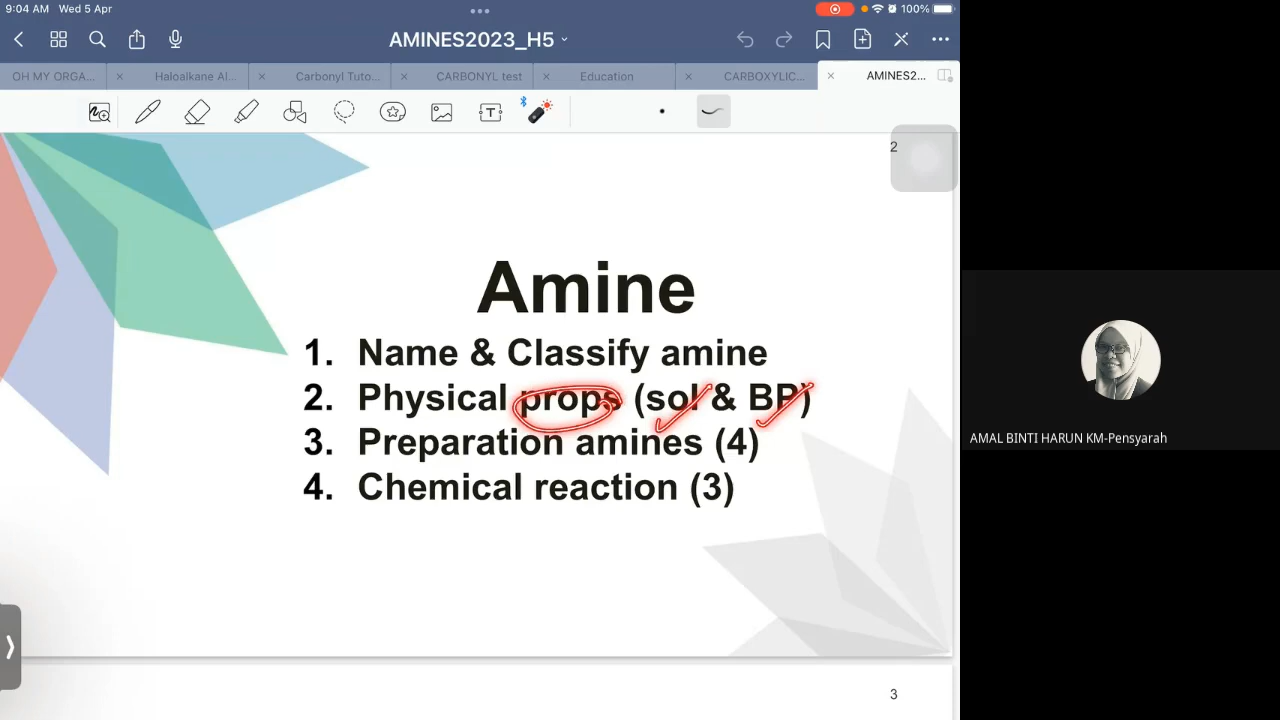 9:04 AM Wed 5 Apr
100%
AMINES2023_H5
OH MY ORGA...
Haloalkane Al...
Carbonyl Tuto...
CARBONYL test
Education
CARBOXYLIC...
AMINES2...
2
Amine
1. Name & Classify amine
2. Physical props (sol & BP)
3. Preparation amines (4)
4. Chemical reaction (3)
AMAL BINTI HARUN KM-Pensyarah
3